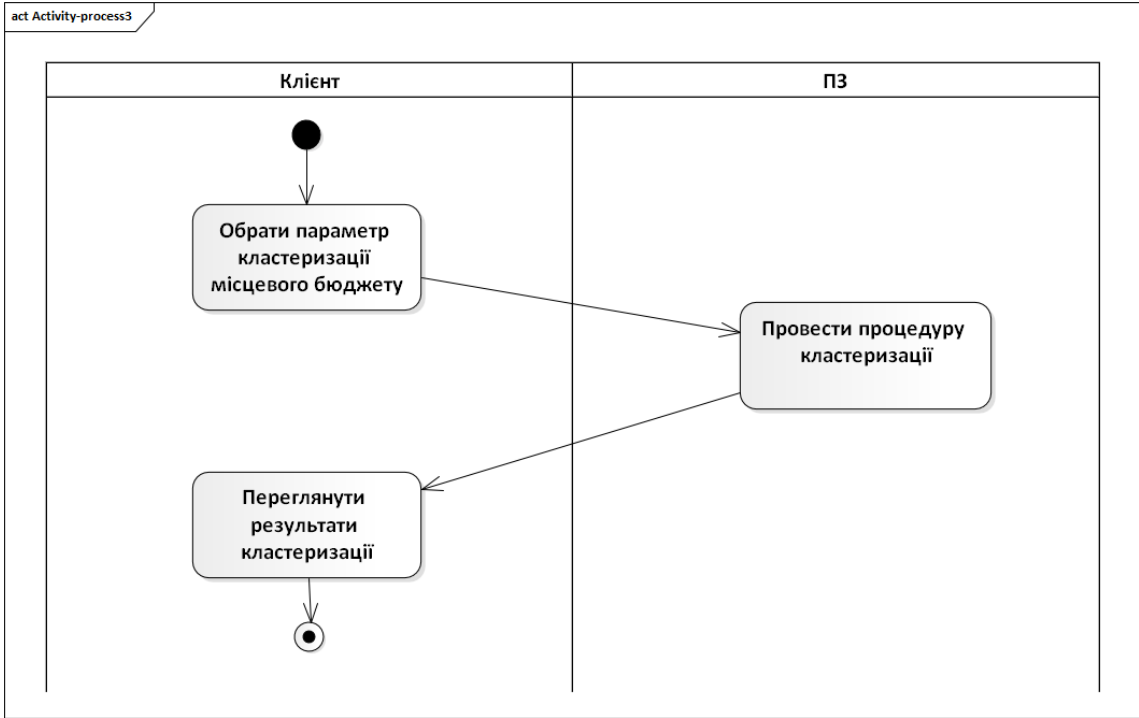 act Activity-process3
Клієнт
ПЗ
Обрати параметр
кластеризації
місцевого бюджету
Провести процедуру
кластеризації
Переглянути
результати
кластеризації